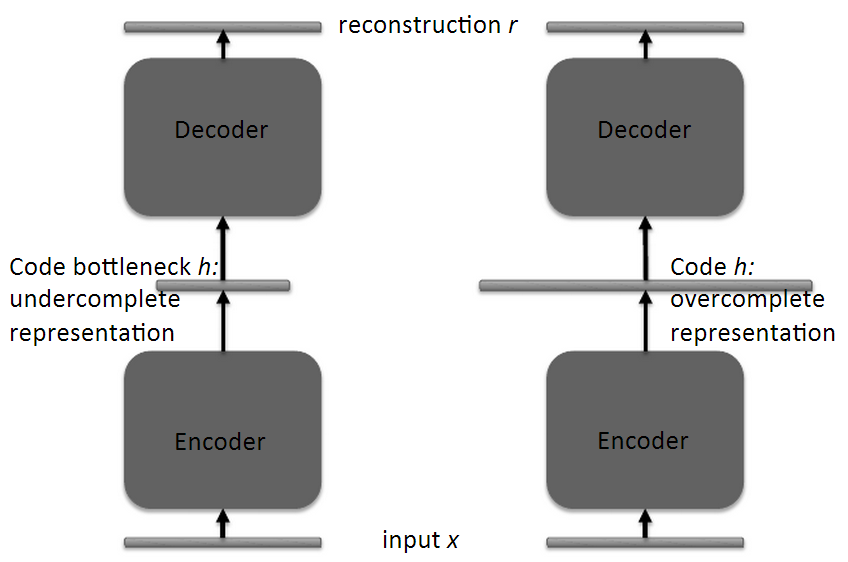 reconstruction r
Decoder
Decoder
Code bottleneck h:
undercomplete
representation
Code h:
overcomplete
representation
Encoder
Encoder
input x